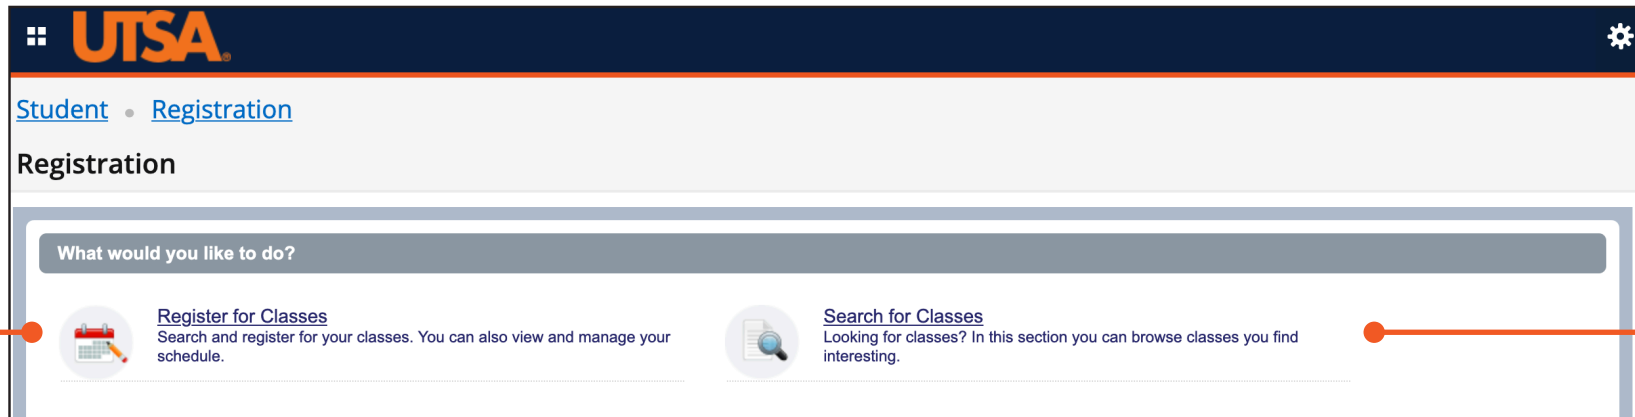 UTSA®
Student • Registration
Registration
What would you like to do?
Register for Classes
Search and register for your classes. You can also view and manage your
schedule.
Search for Classes
Looking for classes? In this section you can browse classes you find
interesting.